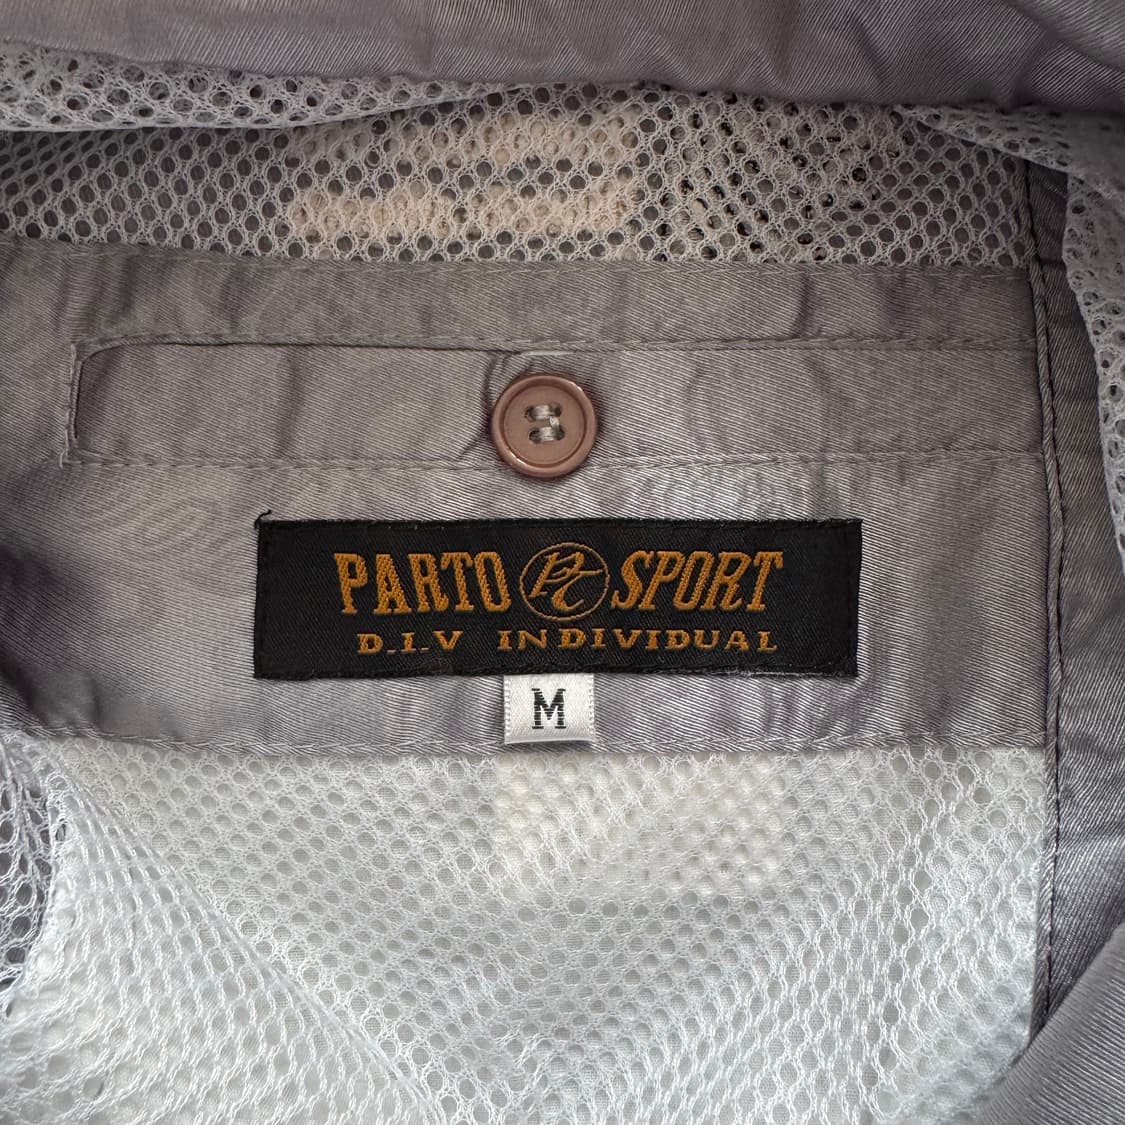 PARTO PC SPORT
D.I.V INDIVIDUAL
M